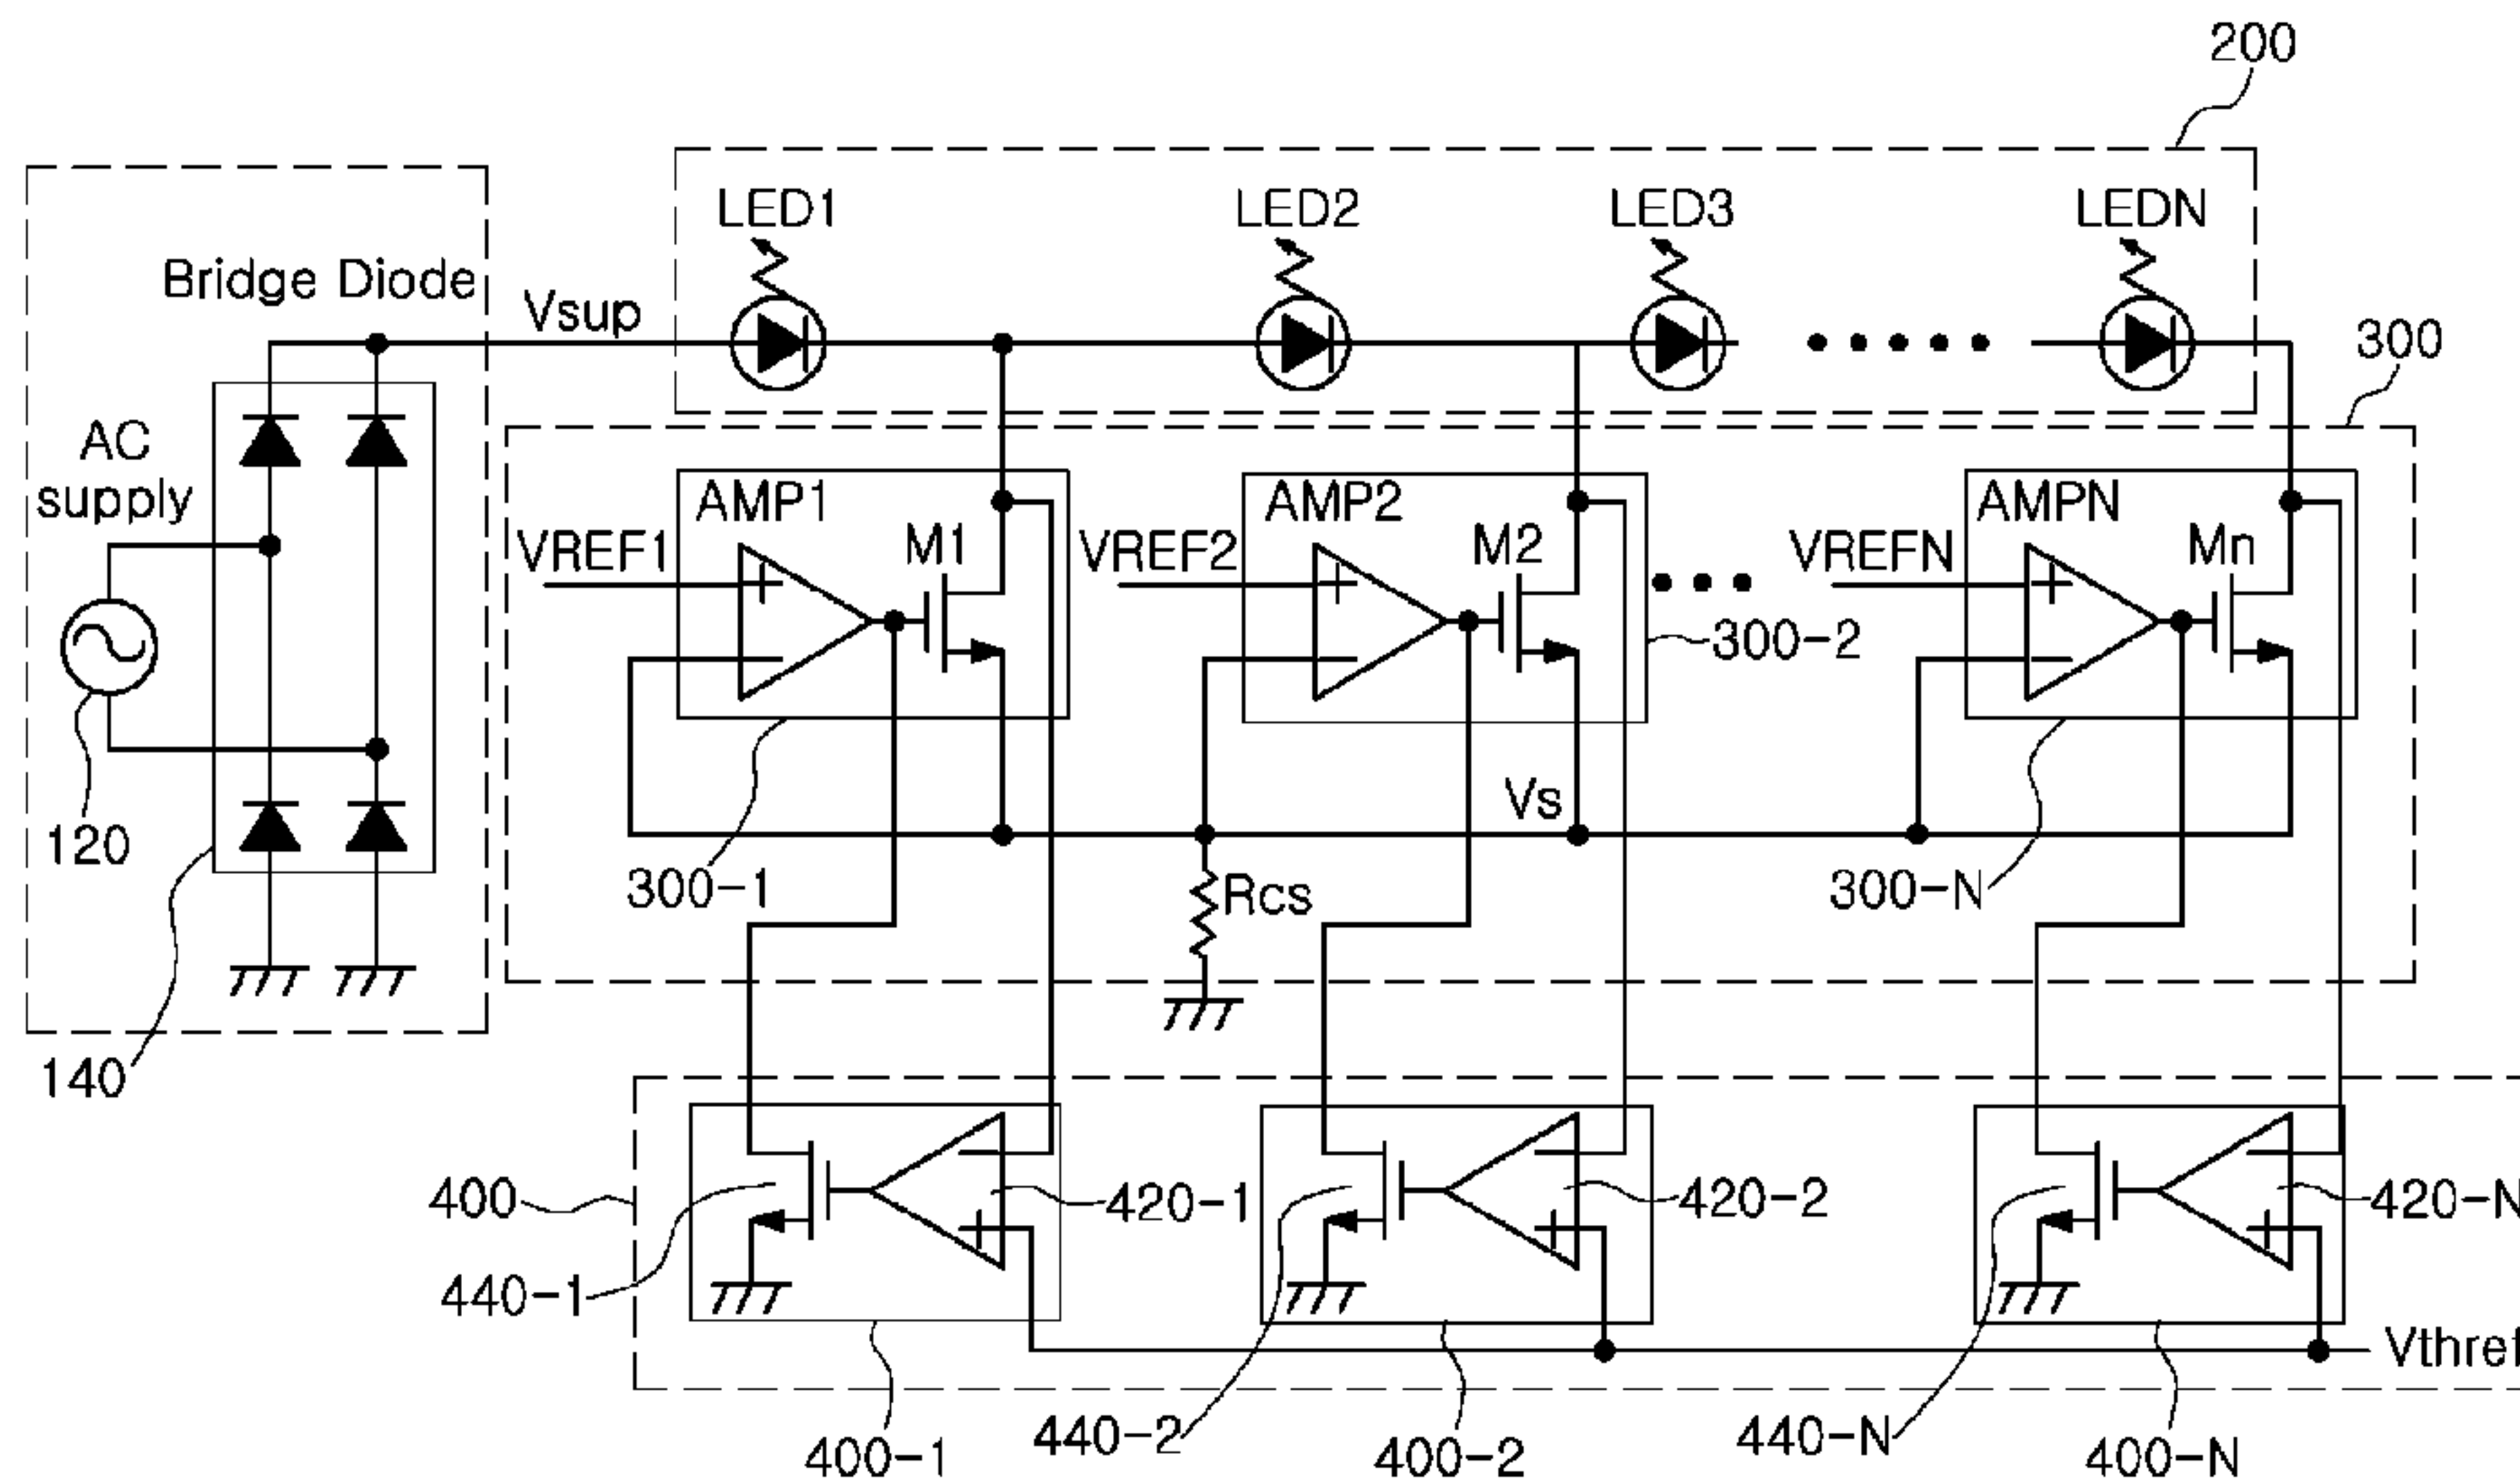 200
LED1 LED2 LED3 LEDN
Bridge Diode
Vsup
300
AC
supply
AMP1 AMP2 AMPN
VREF1 M1 VREF2 M2 VREFN Mn
300-2
Vs
120
300-1 Rcs 300-N
140
400 420-1 420-2 420-N
440-1
Vthref
440-2 440-N
400-1 400-2 400-N